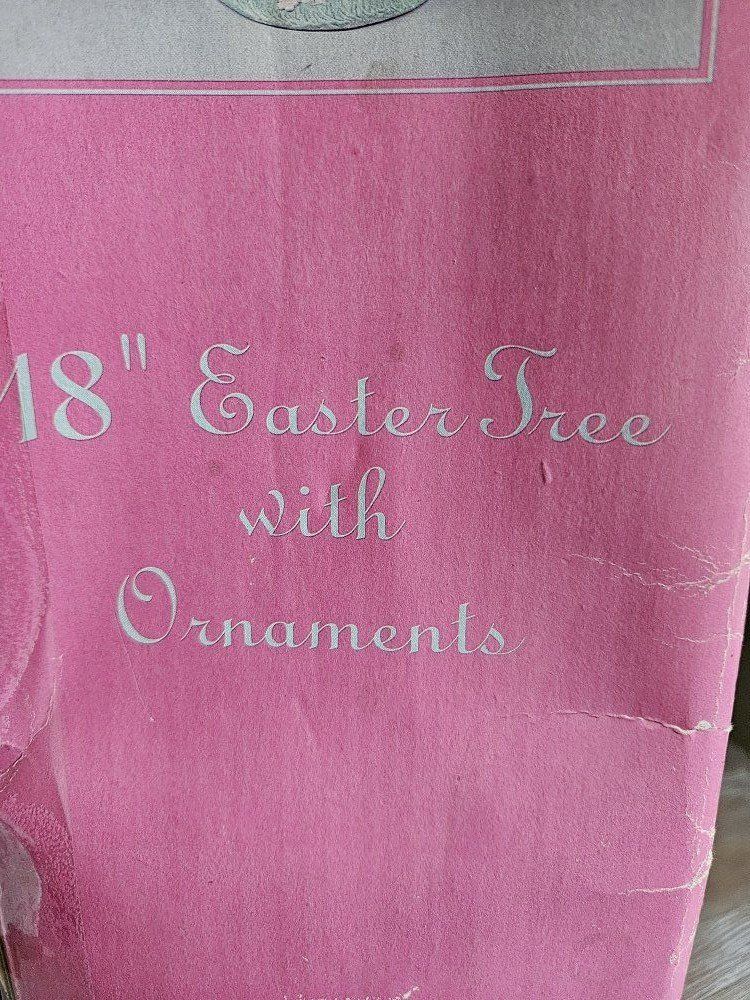 18" Easter Tree
with
Ornaments